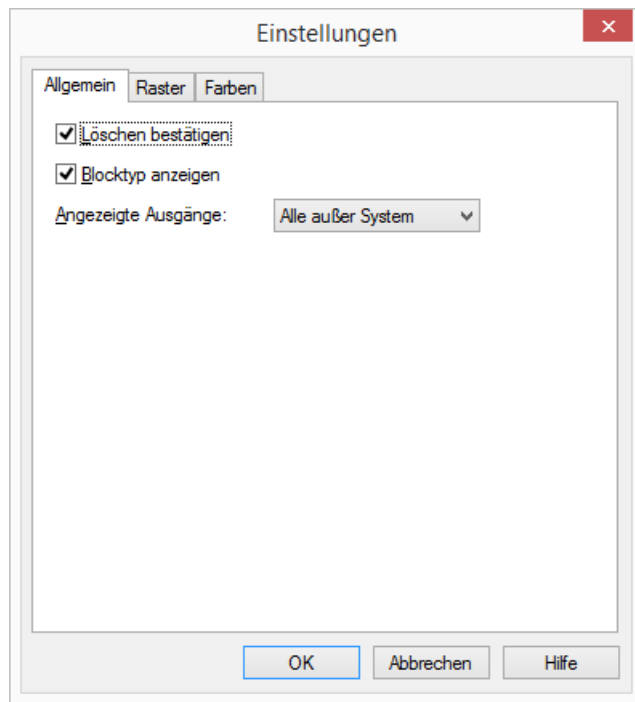 Einstellungen
Allgemein Raster Farben
Löschen bestätigen
Blocktyp anzeigen
Angezeigte Ausgänge: Alle außer System
OK Abbrechen Hilfe